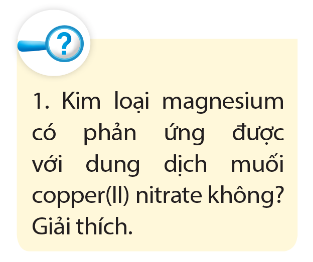 ?
1. Kim loại magnesium
có phản ứng được
với dung dịch muối
copper(II) nitrate không?
Giải thích.